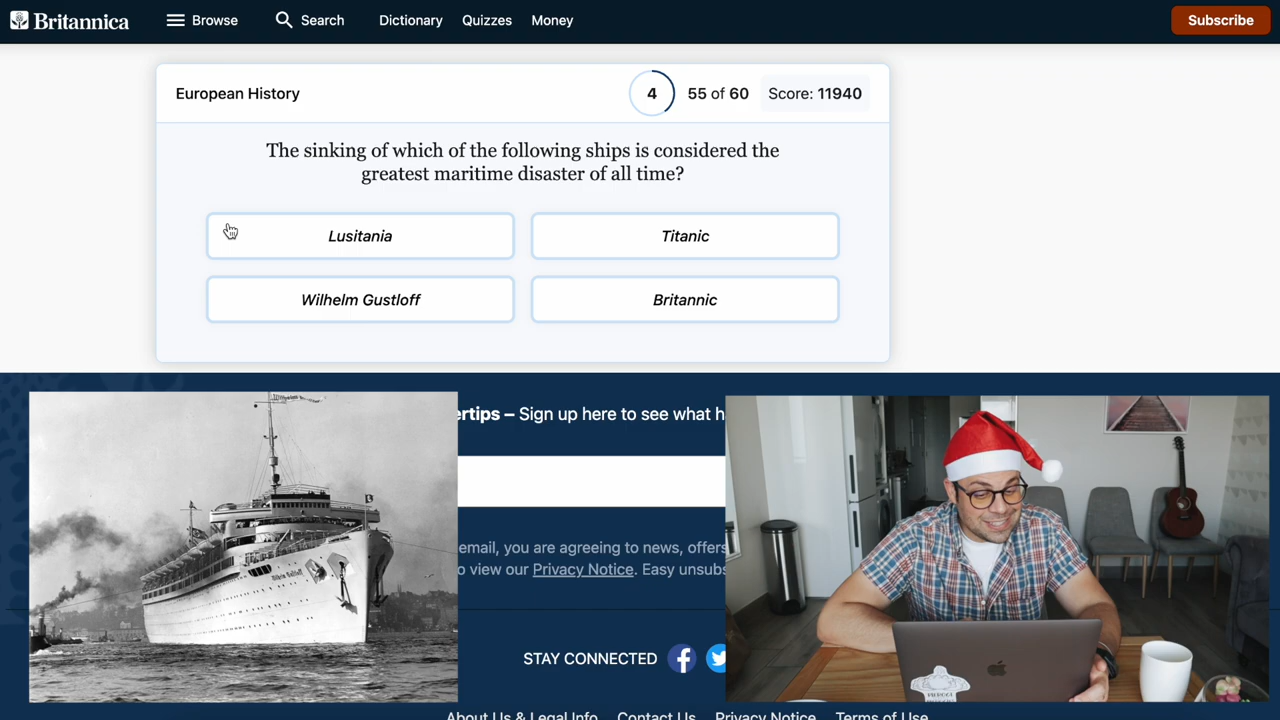 Britannica
Browse
Search
Dictionary
Quizzes
Money
Subscribe
European History
4
55 of 60
Score: 11940
The sinking of which of the following ships is considered the
greatest maritime disaster of all time?
Lusitania
Titanic
Wilhelm Gustloff
Britannic
ertips – Sign up here to see what h
email, you are agreeing to news, offers
o view our Privacy Notice. Easy unsubs
STAY CONNECTED
About Us & Legal Info
Contact Us
Privacy Notice
Terms of Use